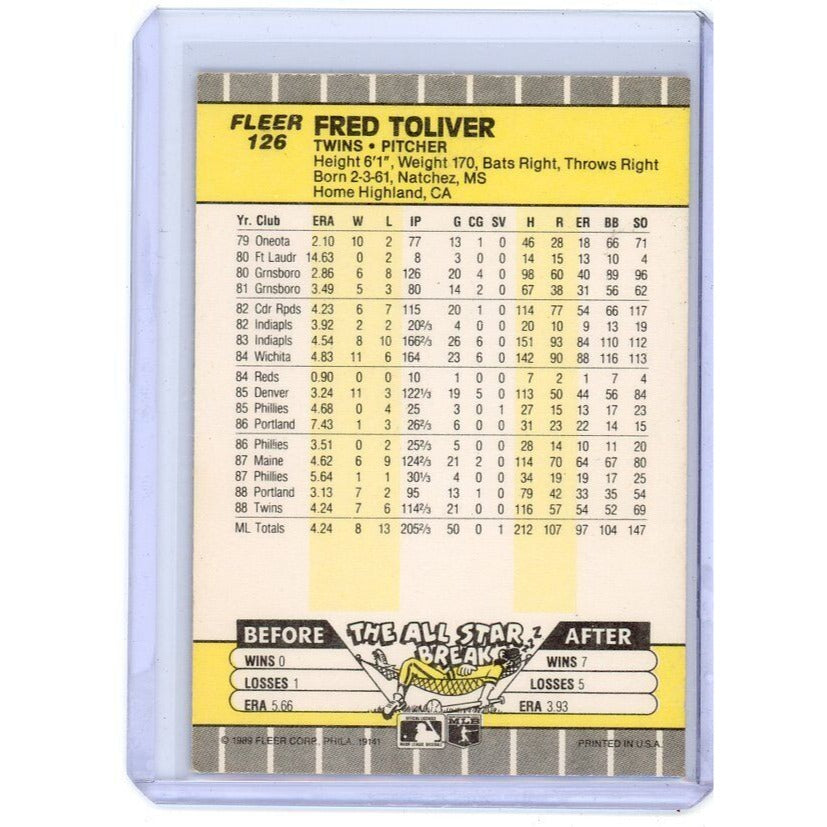 FLEER 126
FRED TOLIVER
TWINS • PITCHER
Height 6'1", Weight 170, Bats Right, Throws Right
Born 2-3-61, Natchez, MS
Home Highland, CA
Yr. Club ERA W L IP G CG SV H R ER BB SO
79 Oneota 2.10 10 2 77 13 1 0 46 28 18 66 71
80 Ft Laudr 14.63 0 2 8 3 0 0 14 15 13 10 4
80 Grnsboro 2.86 6 8 126 20 4 0 98 60 40 89 96
81 Grnsboro 3.49 5 3 80 14 2 0 67 38 31 56 62
82 Cdr Rpds 4.23 6 7 115 20 1 0 114 77 54 66 117
82 Indiapls 3.92 2 2 20⅔ 4 0 0 20 10 9 13 19
83 Indiapls 4.54 8 10 166⅔ 26 6 0 151 93 84 110 112
84 Wichita 4.83 11 6 164 23 6 0 142 90 88 116 113
84 Reds 0.90 0 0 10 1 0 0 7 2 1 7 4
85 Denver 3.24 11 3 122⅓ 19 5 0 113 50 44 56 84
85 Phillies 4.68 0 4 25 3 0 1 27 15 13 17 23
86 Portland 7.43 1 3 26⅔ 6 0 0 31 23 22 14 15
86 Phillies 3.51 0 2 25⅔ 5 0 0 28 14 10 11 20
87 Maine 4.62 6 9 124⅔ 21 2 0 114 70 64 67 80
87 Phillies 5.64 1 1 30⅓ 4 0 0 34 19 19 17 25
88 Portland 3.13 7 2 95 13 1 0 79 42 33 35 54
88 Twins 4.24 7 6 114⅔ 21 0 0 116 57 54 52 69
ML Totals 4.24 8 13 205⅔ 50 0 1 212 107 97 104 147
BEFORE THE ALL STAR BREAK AFTER
WINS 0 WINS 7
LOSSES 1 LOSSES 5
ERA 5.66 ERA 3.93
MLB
© 1989 FLEER CORP., PHILA. 19141 PRINTED IN U.S.A.